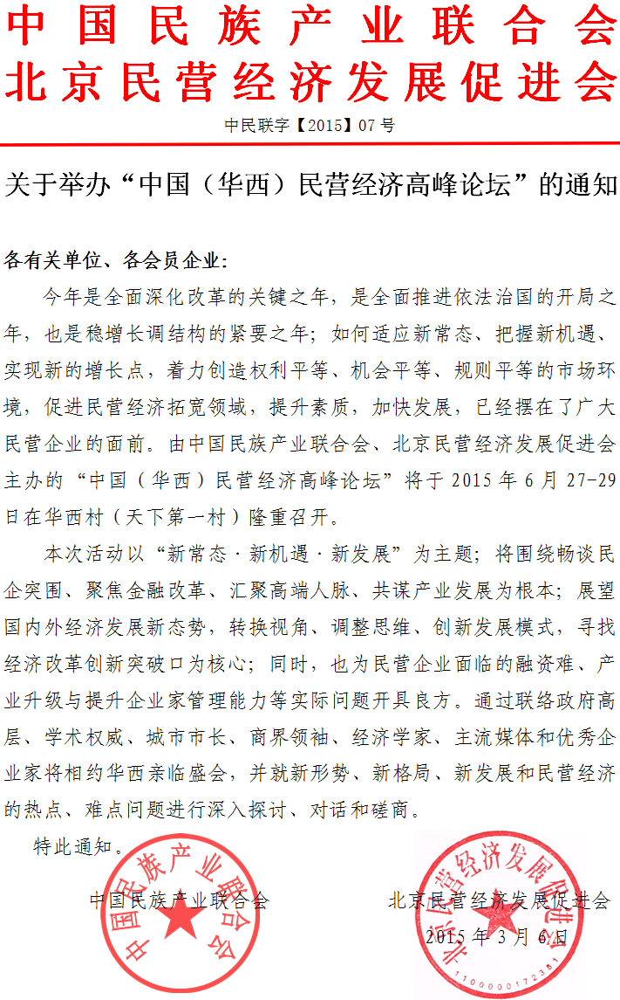 中国民族产业联合会
北京民营经济发展促进会
中民联字【2015】07号
关于举办“中国（华西）民营经济高峰论坛”的通知
各有关单位、各会员企业：
今年是全面深化改革的关键之年，是全面推进依法治国的开局之
年，也是稳增长调结构的紧要之年；如何适应新常态、把握新机遇、
实现新的增长点，着力创造权利平等、机会平等、规则平等的市场环
境，促进民营经济拓宽领域，提升素质，加快发展，已经摆在了广大
民营企业的面前。由中国民族产业联合会、北京民营经济发展促进会
主办的“中国（华西）民营经济高峰论坛”将于2015年6月27-29
日在华西村（天下第一村）隆重召开。
本次活动以“新常态·新机遇·新发展”为主题；将围绕畅谈民
企突围、聚焦金融改革、汇聚高端人脉、共谋产业发展为根本；展望
国内外经济发展新态势，转换视角、调整思维、创新发展模式，寻找
经济改革创新突破口为核心；同时，也为民营企业面临的融资难、产
业升级与提升企业家管理能力等实际问题开具良方。通过联络政府高
层、学术权威、城市市长、商界领袖、经济学家、主流媒体和优秀企
业家将相约华西亲临盛会，并就新形势、新格局、新发展和民营经济
的热点、难点问题进行深入探讨、对话和磋商。
特此通知。
中国民族产业联合会
北京民营经济发展促进会
2015年3月6日
中国民族产业联合会
北京民营经济发展促进会
1100000172381